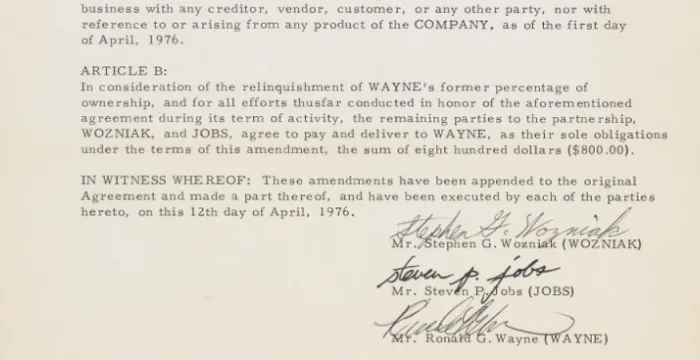 business with any creditor, vendor, customer, or any other party, nor with
reference to or arising from any product of the COMPANY, as of the first day
of April, 1976.
ARTICLE B:
In consideration of the relinquishment of WAYNE's former percentage of
ownership, and for all efforts thusfar conducted in honor of the aforementioned
agreement during its term of activity, the remaining parties to the partnership,
WOZNIAK, and JOBS, agree to pay and deliver to WAYNE, as their sole obligations
under the terms of this amendment, the sum of eight hundred dollars ($800.00).
IN WITNESS WHEREOF: These amendments have been appended to the original
Agreement and made a part thereof, and have been executed by each of the parties
hereto, on this 12th day of April, 1976.
Stephen G. Wozniak
Mr. Stephen G. Wozniak (WOZNIAK)
steven p. jobs
Mr. Steven P. Jobs (JOBS)
Mr. Ronald G. Wayne (WAYNE)